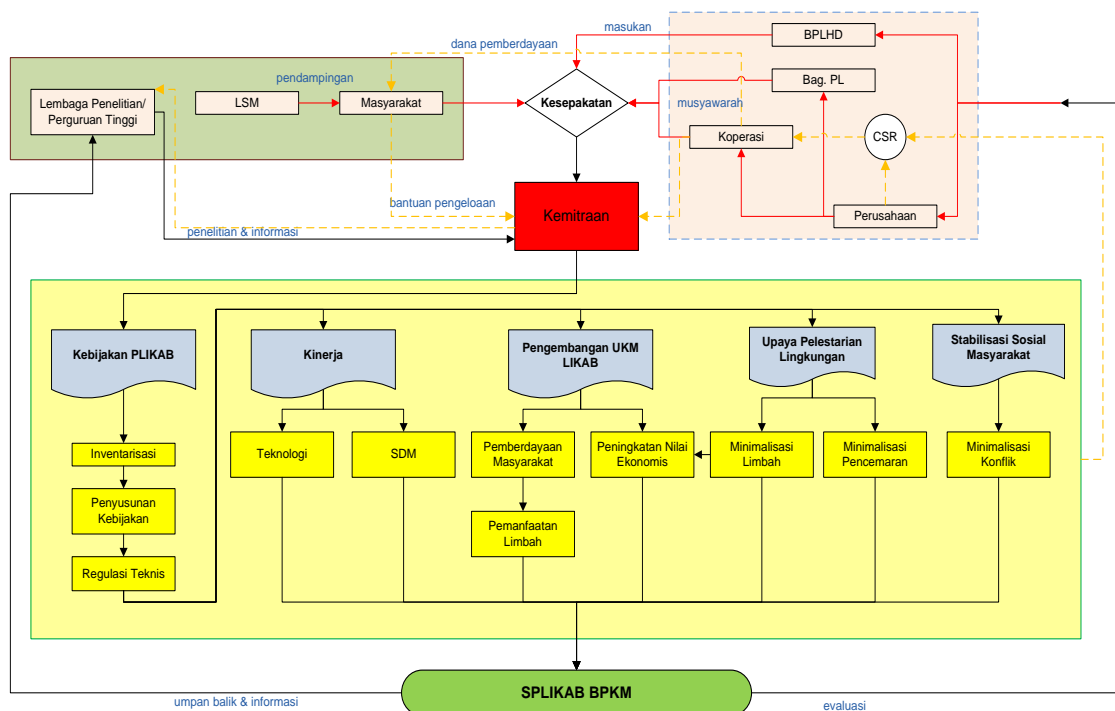 masukan
BPLHD
dana pemberdayaan
pendampingan
Bag. PL
Lembaga Penelitian/
Perguruan Tinggi
LSM
Masyarakat
Kesepakatan
musyawarah
Koperasi
CSR
bantuan pengeloaan
Kemitraan
Perusahaan
penelitian & informasi
Kebijakan PLIKAB
Kinerja
Pengembangan UKM
LIKAB
Upaya Pelestarian
Lingkungan
Stabilisasi Sosial
Masyarakat
Inventarisasi
Teknologi
SDM
Pemberdayaan
Masyarakat
Peningkatan Nilai
Ekonomis
Minimalisasi
Limbah
Minimalisasi
Pencemaran
Minimalisasi
Konflik
Penyusunan
Kebijakan
Pemanfaatan
Limbah
Regulasi Teknis
SPLIKAB BPKM
umpan balik & informasi
evaluasi